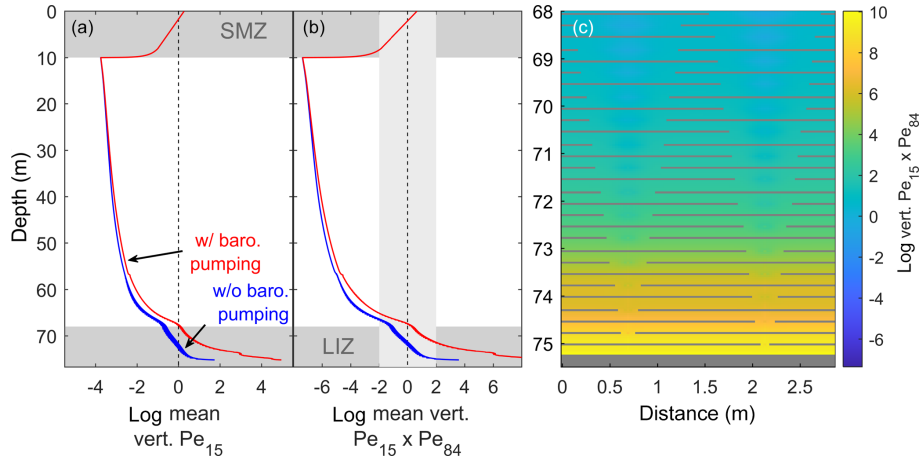 (a)
SMZ
(b)
(c)
0
10
20
30
40
50
60
70
Depth (m)
w/ baro.
pumping
w/o baro.
pumping
LIZ
-4 -2 0 2 4
Log mean
vert. Pe15
-6 -4 -2 0 2 4 6
Log mean vert.
Pe15 x Pe84
68
69
70
71
72
73
74
75
0 0.5 1 1.5 2 2.5
Distance (m)
10
8
6
4
2
0
-2
-4
-6
Log vert. Pe15 x Pe84